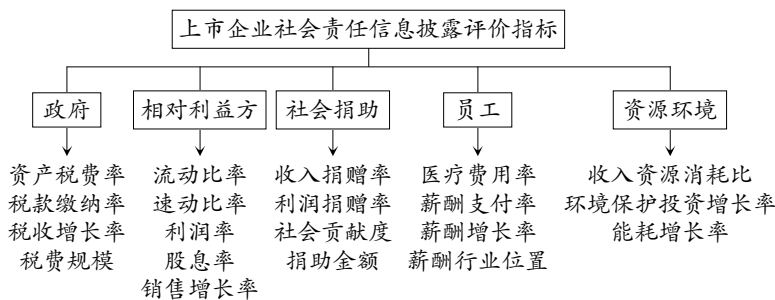 上市企业社会责任信息披露评价指标
政府
相对利益方
社会捐助
员工
资源环境
资产税费率
税款缴纳率
税收增长率
税费规模
流动比率
速动比率
利润率
股息率
销售增长率
收入捐赠率
利润捐赠率
社会贡献度
捐助金额
医疗费用率
薪酬支付率
薪酬增长率
薪酬行业位置
收入资源消耗比
环境保护投资增长率
能耗增长率